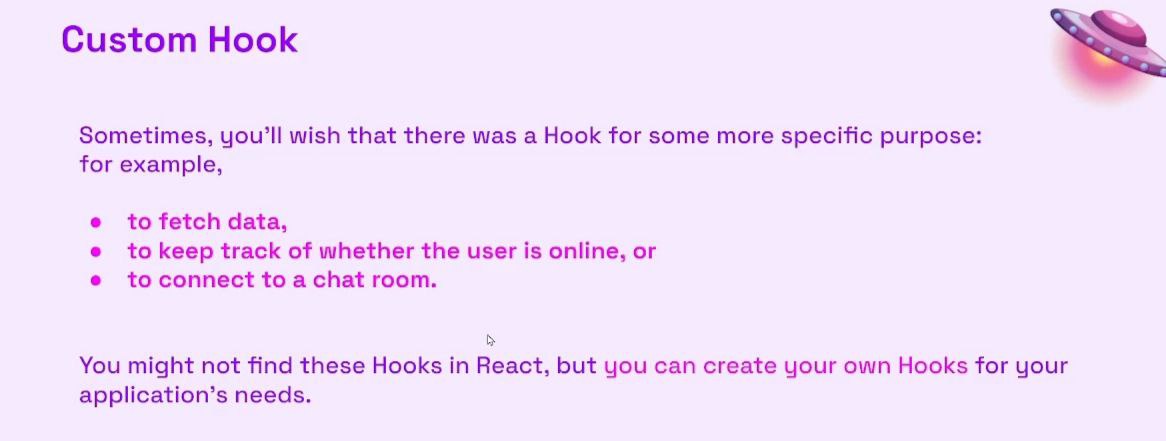 Custom Hook
Sometimes, you’ll wish that there was a Hook for some more specific purpose:
for example,
● to fetch data,
● to keep track of whether the user is online, or
● to connect to a chat room.
You might not find these Hooks in React, but you can create your own Hooks for your
application’s needs.